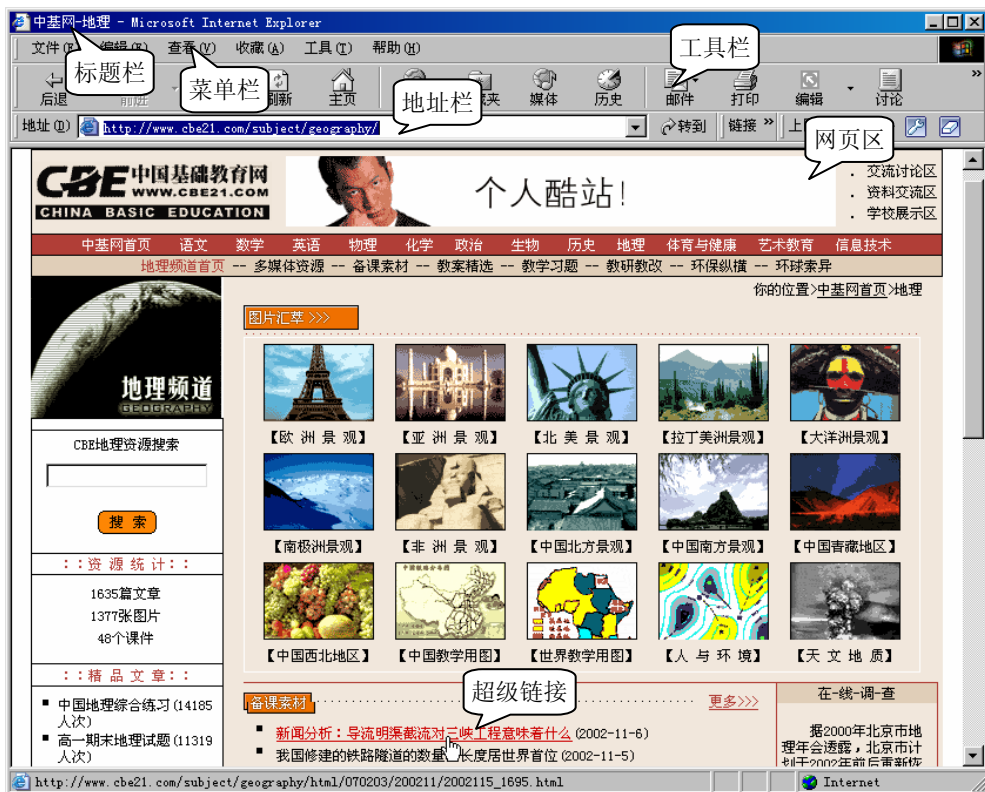 中基网-地理 - Microsoft Internet Explorer
文件 编辑(E) 查看(V) 收藏(A) 工具(T) 帮助(H)
标题栏
菜单栏
工具栏
后退 前进 刷新 主页 媒体 历史 邮件 打印 编辑 讨论 »
地址栏
地址(D) http://www.cbe21.com/subject/geography/ 转到 链接 »
网页区
CBE 中国基础教育网
WWW.CBE21.COM
CHINA BASIC EDUCATION
个人酷站!
. 交流讨论区
. 资料交流区
. 学校展示区
中基网首页 语文 数学 英语 物理 化学 政治 生物 历史 地理 体育与健康 艺术教育 信息技术
地理频道首页 -- 多媒体资源 -- 备课素材 -- 教案精选 -- 教学习题 -- 教研教改 -- 环保纵横 -- 环球索异
你的位置>中基网首页>地理
地理频道
GEOGRAPHY
CBE地理资源搜索
搜 索
::资 源 统 计::
1635篇文章
1377张图片
48个课件
::精 品 文 章::
■ 中国地理综合练习(14185
人次)
■ 高一期末地理试题(11319
人次)
图片汇萃 >>>
【欧 洲 景 观】 【亚 洲 景 观】 【北 美 景 观】 【拉丁美洲景观】 【大洋洲景观】
【南极洲景观】 【非 洲 景 观】 【中国北方景观】 【中国南方景观】 【中国青藏地区】
【中国西北地区】 【中国教学用图】 【世界教学用图】 【人 与 环 境】 【天 文 地 质】
超级链接
备课素材 更多>>>
■ 新闻分析：导流明渠截流对三峡工程意味着什么 (2002-11-6)
■ 我国修建的铁路隧道的数量 长度居世界首位 (2002-11-5)
在-线-调-查
据2000年北京市地
理年会透露，北京市计
划于2002年前后重新恢
http://www.cbe21.com/subject/geography/html/070203/200211/2002115_1695.html Internet